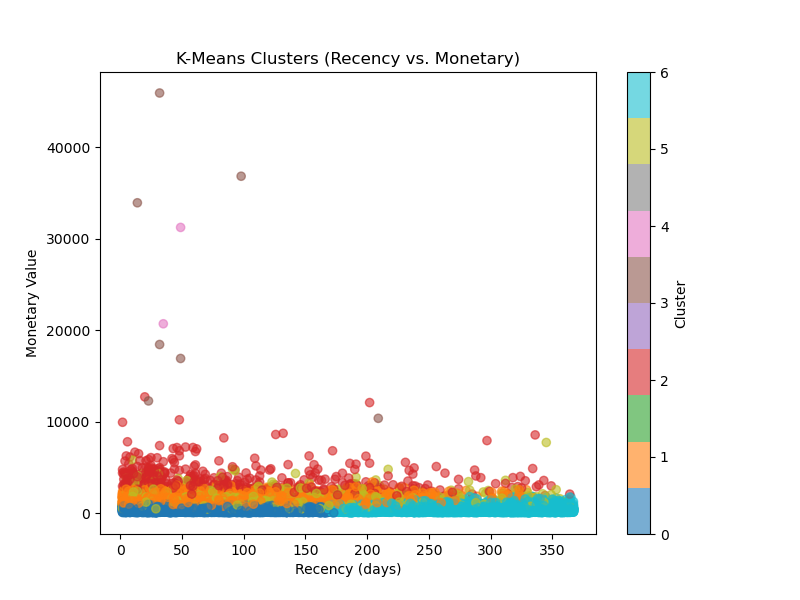 K-Means Clusters (Recency vs. Monetary)
40000
30000
20000
10000
0
Monetary Value
0 50 100 150 200 250 300 350
Recency (days)
6
5
4
3
2
1
0
Cluster